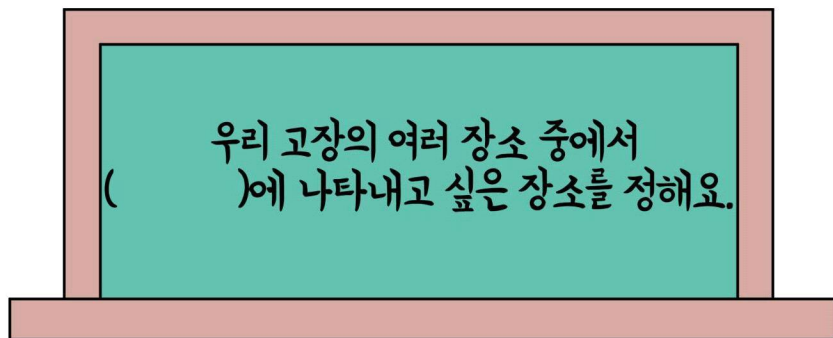 우리 고장의 여러 장소 중에서
(          )에 나타내고 싶은 장소를 정해요.